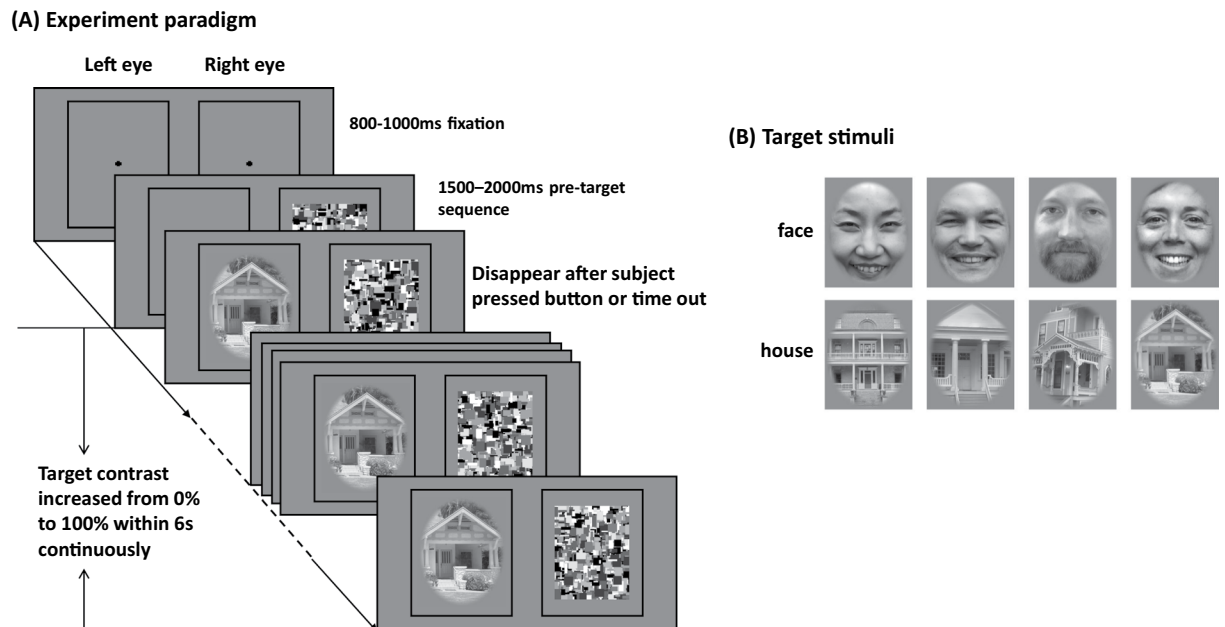 (A) Experiment paradigm
Left eye
Right eye
800-1000ms fixation
1500–2000ms pre-target
sequence
Disappear after subject
pressed button or time out
Target contrast
increased from 0%
to 100% within 6s
continuously
(B) Target stimuli
face
house